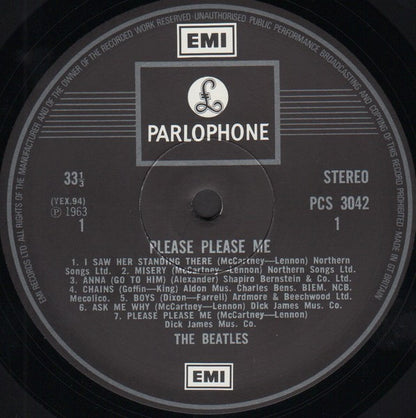 EMI
£
PARLOPHONE
33 1/3
STEREO
(YEX.94)
℗ 1963
1
PCS 3042
1
PLEASE PLEASE ME
1. I SAW HER STANDING THERE (McCartney—Lennon) Northern
Songs Ltd. 2. MISERY (McCartney—Lennon) Northern Songs Ltd.
3. ANNA (GO TO HIM) (Alexander) Shapiro Bernstein & Co. Ltd.
4. CHAINS (Goffin—King) Aldon Mus. Charles Bens. BIEM. NCB.
Mecolico. 5. BOYS (Dixon—Farrell) Ardmore & Beechwood Ltd.
6. ASK ME WHY (McCartney—Lennon) Dick James Mus. Co.
7. PLEASE PLEASE ME (McCartney—Lennon)
Dick James Mus. Co.
THE BEATLES
EMI
EMI RECORDS LTD ALL RIGHTS OF THE MANUFACTURER AND OF THE OWNER OF THE RECORDED WORK RESERVED UNAUTHORISED PUBLIC PERFORMANCE BROADCASTING AND COPYING OF THIS RECORD PROHIBITED MADE IN GT BRITAIN